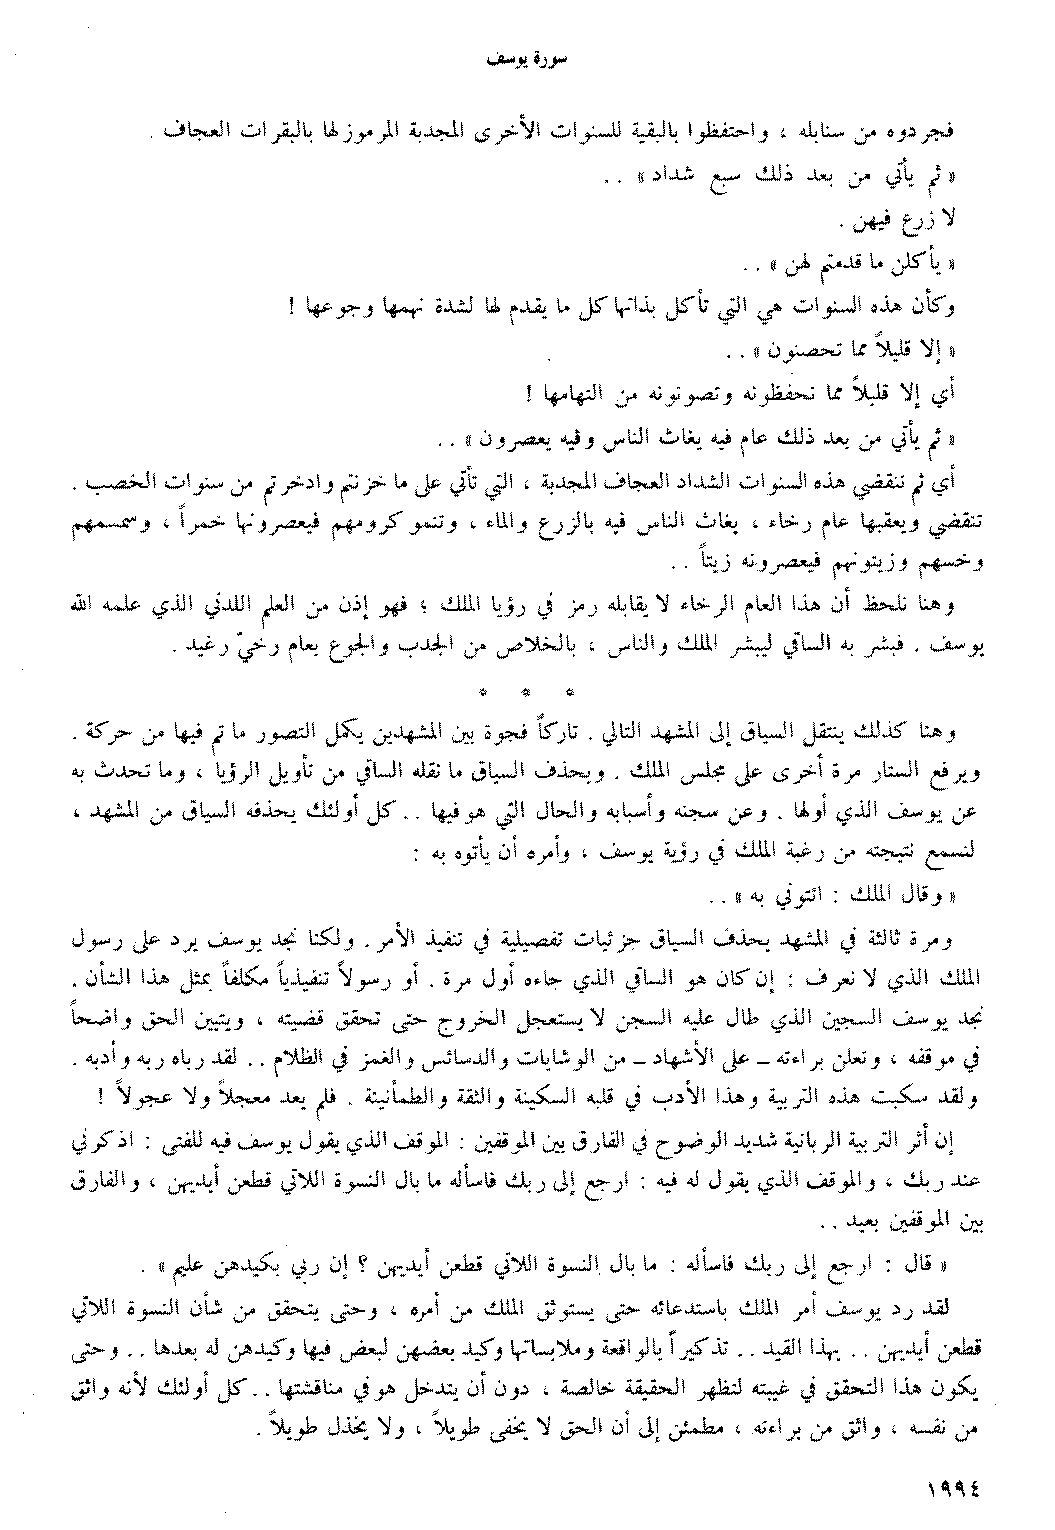 سورة يوسف
فجردوه من سنابله ، واحتفظوا بالبقية للسنوات الأخرى المجدبة المرموز لها بالبقرات العجاف .
« ثم يأتي من بعد ذلك سبع شداد » . .
لا زرع فيهن .
« يأكلن ما قدمتم لهن » . .
وكأن هذه السنوات هي التي تأكل بذاتها كل ما يقدم لها لشدة نهمها وجوعها !
« إلا قليلاً مما تحصنون » . .
أي إلا قليلاً مما تحفظونه وتصونونه من التهامها !
« ثم يأتي من بعد ذلك عام فيه يغاث الناس وفيه يعصرون » . .
أي ثم تنقضي هذه السنوات الشداد العجاف المجدبة ، التي تأتي على ما خزنتم وادخرتم من سنوات الخصب .
تنقضي ويعقبها عام رخاء ، يغاث الناس فيه بالزرع والماء ، وتنمو كرومهم فيعصرونها خمراً ، وسمسمهم
وخسهم وزيتونهم فيعصرونه زيتاً . .
وهنا نلحظ أن هذا العام الرخاء لا يقابله رمز في رؤيا الملك ؛ فهو إذن من العلم اللدني الذي علمه الله
يوسف . فبشر به الساقي ليبشر الملك والناس ، بالخلاص من الجدب والجوع بعام رخيّ رغيد .
* * *
وهنا كذلك ينتقل السياق إلى المشهد التالي . تاركاً فجوة بين المشهدين يكمل التصور ما تم فيها من حركة .
ويرفع الستار مرة أخرى على مجلس الملك . ويحذف السياق ما نقله الساقي من تأويل الرؤيا ، وما تحدث به
عن يوسف الذي أولها . وعن سجنه وأسبابه والحال التي هو فيها . . كل أولئك يحذفه السياق من المشهد ،
لنسمع نتيجته من رغبة الملك في رؤية يوسف ، وأمره أن يأتوه به :
« وقال الملك : ائتوني به » . .
ومرة ثالثة في المشهد يحذف السياق جزئيات تفصيلية في تنفيذ الأمر . ولكنا نجد يوسف يرد على رسول
الملك الذي لا نعرف : إن كان هو الساقي الذي جاءه أول مرة . أو رسولاً تنفيذياً مكلفاً بمثل هذا الشأن .
نجد يوسف السجين الذي طال عليه السجن لا يستعجل الخروج حتى تحقق قضيته ، ويتبين الحق واضحاً
في موقفه ، وتعلن براءته – على الأشهاد – من الوشايات والدسائس والغمز في الظلام . . لقد رباه ربه وأدبه .
ولقد سكبت هذه التربية وهذا الأدب في قلبه السكينة والثقة والطمأنينة . فلم يعد معجلاً ولا عجولاً !
إن أثر التربية الربانية شديد الوضوح في الفارق بين الموقفين : الموقف الذي يقول يوسف فيه للفتى : اذكرني
عند ربك ، والموقف الذي يقول له فيه : ارجع إلى ربك فاسأله ما بال النسوة اللاتي قطعن أيديهن ، والفارق
بين الموقفين بعيد . .
« قال : ارجع إلى ربك فاسأله : ما بال النسوة اللاتي قطعن أيديهن ؟ إن ربي بكيدهن عليم » .
لقد رد يوسف أمر الملك باستدعائه حتى يستوثق الملك من أمره ، وحتى يتحقق من شأن النسوة اللاتي
قطعن أيديهن . . بهذا القيد . . تذكيراً بالواقعة وملابساتها وكيد بعضهن لبعض فيها وكيدهن له بعدها . . وحتى
يكون هذا التحقق في غيبته لتظهر الحقيقة خالصة ، دون أن يتدخل هو في مناقشتها . . كل أولئك لأنه واثق
من نفسه ، واثق من براءته ، مطمئن إلى أن الحق لا يخفى طويلاً ، ولا يخذل طويلاً .
١٩٩٤